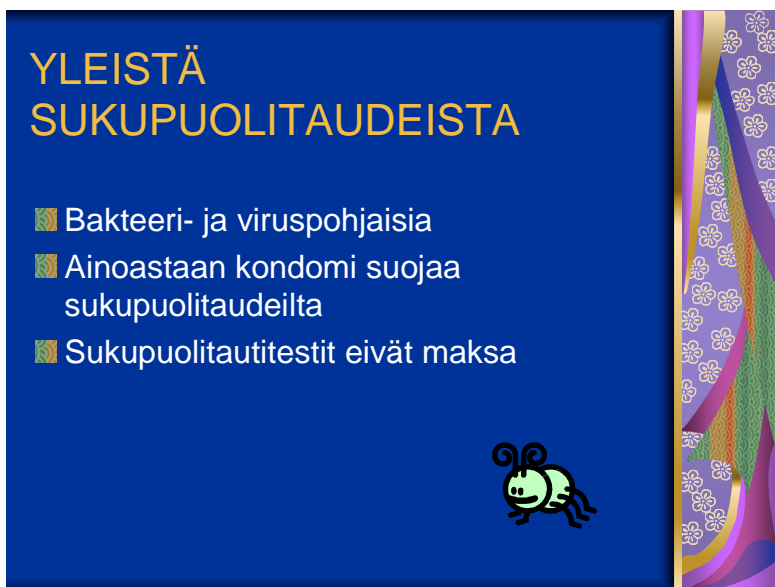 YLEISTÄ
SUKUPUOLITAUDEISTA
Bakteeri- ja viruspohjaisia
Ainoastaan kondomi suojaa
sukupuolitaudeilta
Sukupuolitautitestit eivät maksa